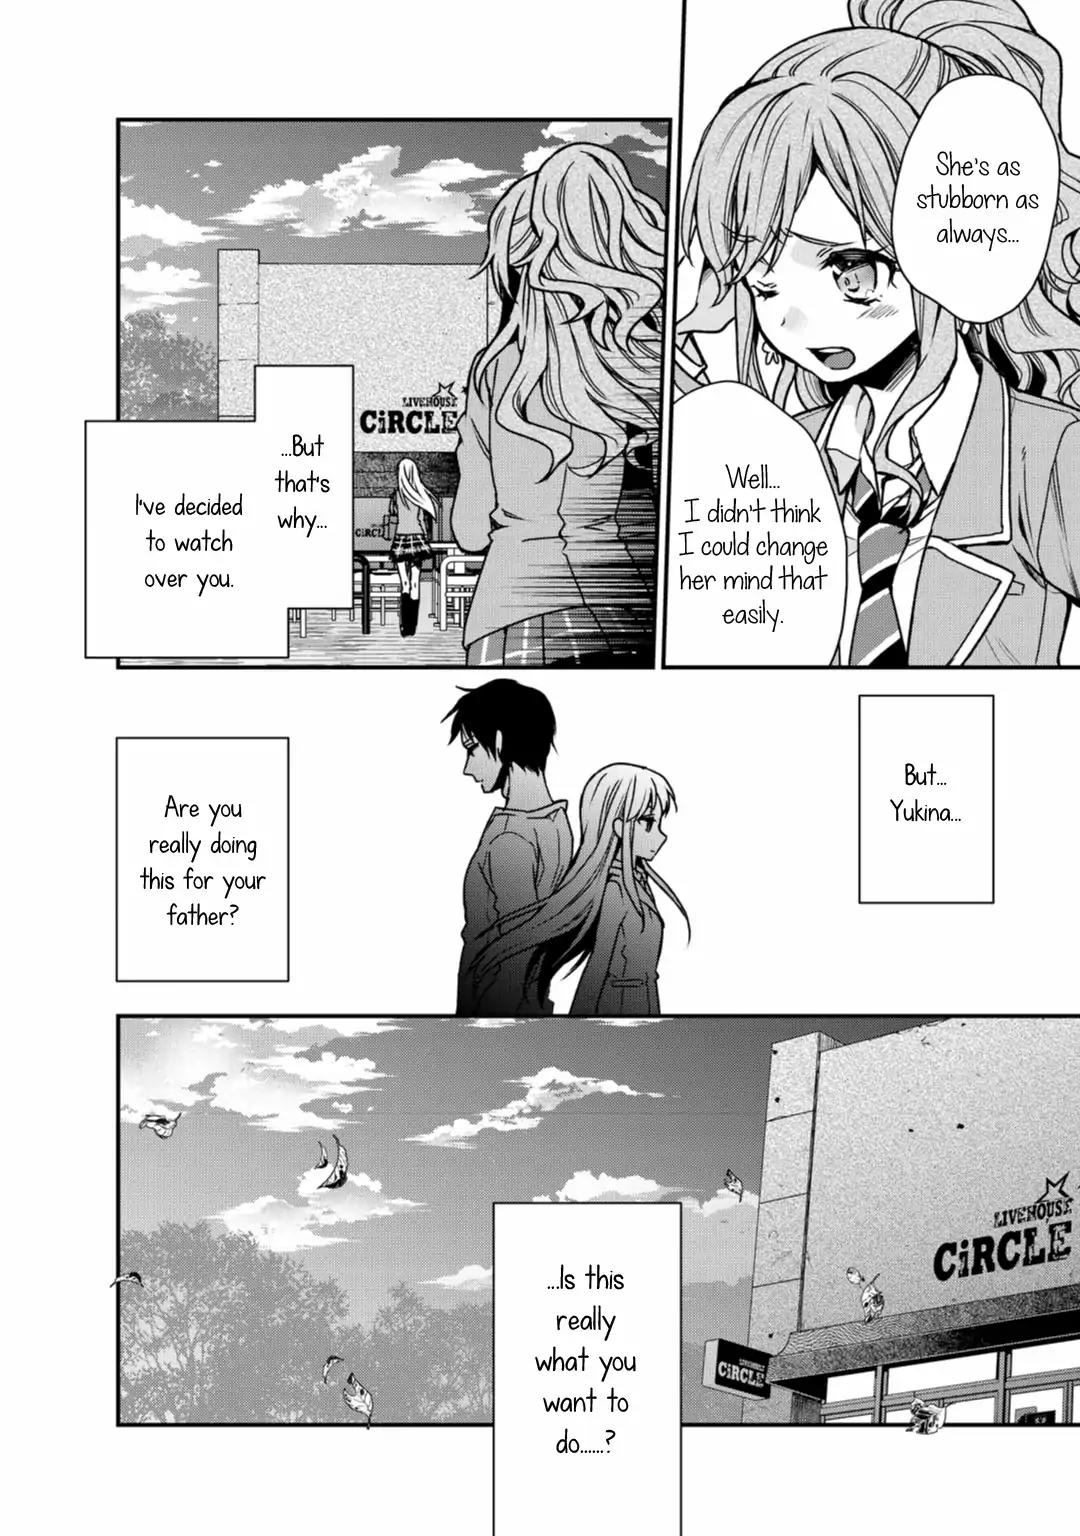 She's as
stubborn as
always...
Well...
I didn't think
I could change
her mind that
easily.
LIVEHOUSE
CiRCLE
CiRCL
...But
that's
why...
I've decided
to watch
over you.
But...
Yukina...
Are you
really doing
this for your
father?
LIVEHOUSE
CiRCLE
LIVEHOUSE
CiRCLE
...Is this
really
what you
want to
do......?